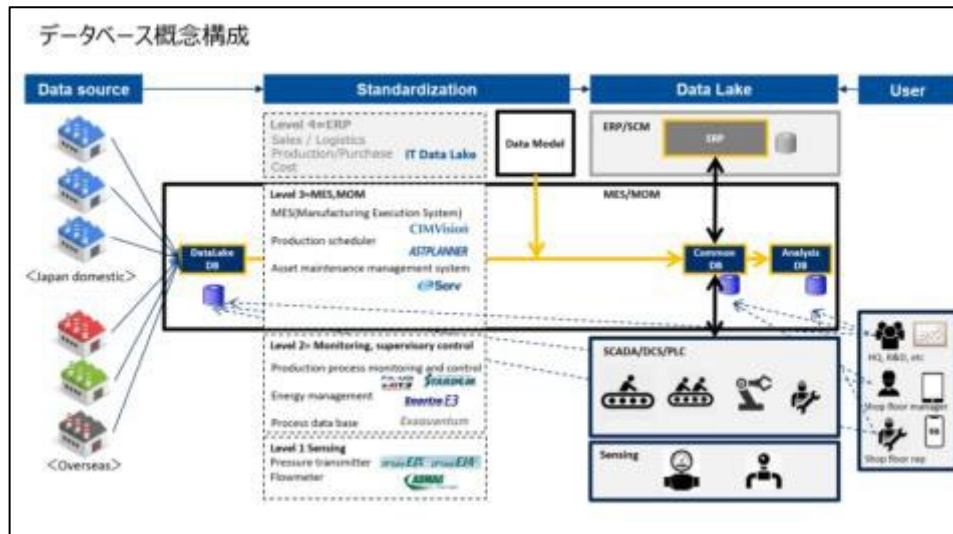 データベース概念構成
Data source
Standardization
Data Lake
User
Level 4=ERP
Sales / Logistics
Production/Purchase
Cost
IT Data Lake
Data Model
ERP/SCM
ERP
Level 3=MES,MOM
MES(Manufacturing Execution System)
CIMVision
Production scheduler
ASTPLANNER
Asset maintenance management system
eServ
MES/MOM
DataLake
DB
Common
DB
Analysis
DB
<Japan domestic>
<Overseas>
Level 2= Monitoring, supervisory control
Production process monitoring and control
STARDOM
Energy management
Enerize E3
Process data base
Exaquantum
Level 1 Sensing
Pressure transmitter
Flowmeter
ADMAG
SCADA/DCS/PLC
Sensing
HQ, R&D, etc
Shop floor manager
Shop floor rep